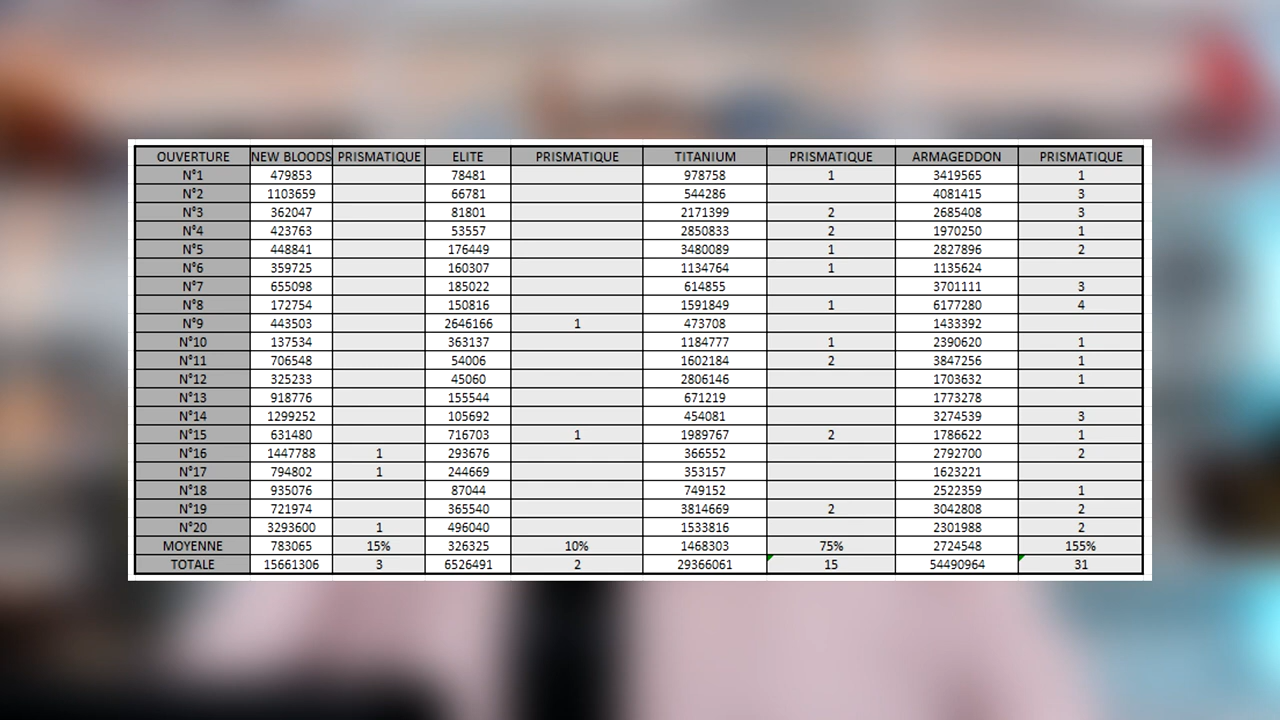 OUVERTURE NEW BLOODS PRISMATIQUE ELITE PRISMATIQUE TITANIUM PRISMATIQUE ARMAGEDDON PRISMATIQUE
N°1 479853 78481 978758 1 3419565 1
N°2 1103659 66781 544286 4081415 3
N°3 362047 81801 2171399 2 2685408 3
N°4 423763 53557 2850833 2 1970250 1
N°5 448841 176449 3480089 1 2827896 2
N°6 359725 160307 1134764 1 1135624
N°7 655098 185022 614855 3701111 3
N°8 172754 150816 1591849 1 6177280 4
N°9 443503 2646166 1 473708 1433392
N°10 137534 363137 1184777 1 2390620 1
N°11 706548 54006 1602184 2 3847256 1
N°12 325233 45060 2806146 1703632 1
N°13 918776 155544 671219 1773278
N°14 1299252 105692 454081 3274539 3
N°15 631480 716703 1 1989767 2 1786622 1
N°16 1447788 1 293676 366552 2792700 2
N°17 794802 1 244669 353157 1623221
N°18 935076 87044 749152 2522359 1
N°19 721974 365540 3814669 2 3042808 2
N°20 3293600 1 496040 1533816 2301988 2
MOYENNE 783065 15% 326325 10% 1468303 75% 2724548 155%
TOTALE 15661306 3 6526491 2 29366061 15 54490964 31